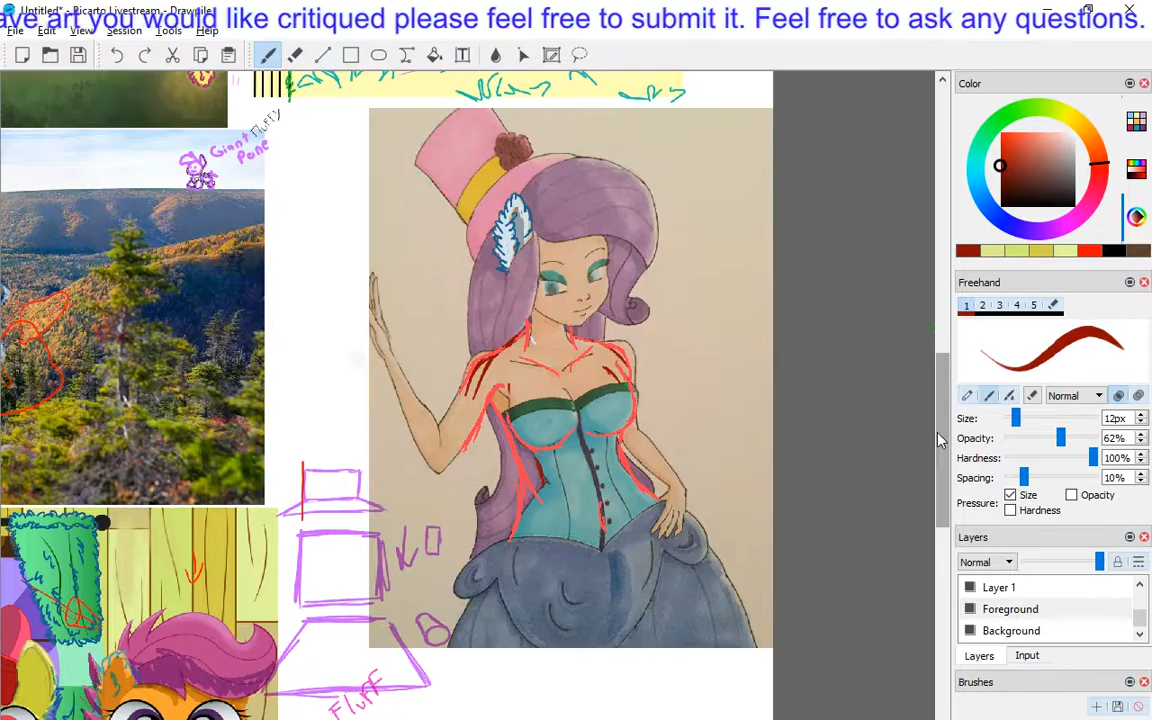 Untitled* - Picarto Livestream - Drawpile
ave art you would like critiqued please feel free to submit it. Feel free to ask any questions.
File Edit View Session Tools Help
Color
Fluffy
Giant
Pone
Freehand
1 2 3 4 5
Normal
Size: 12px
Opacity: 62%
Hardness: 100%
Spacing: 10%
Pressure: Size Opacity
Hardness
Layers
Normal
Layer 1
Foreground
Background
Layers Input
Brushes
Fluff